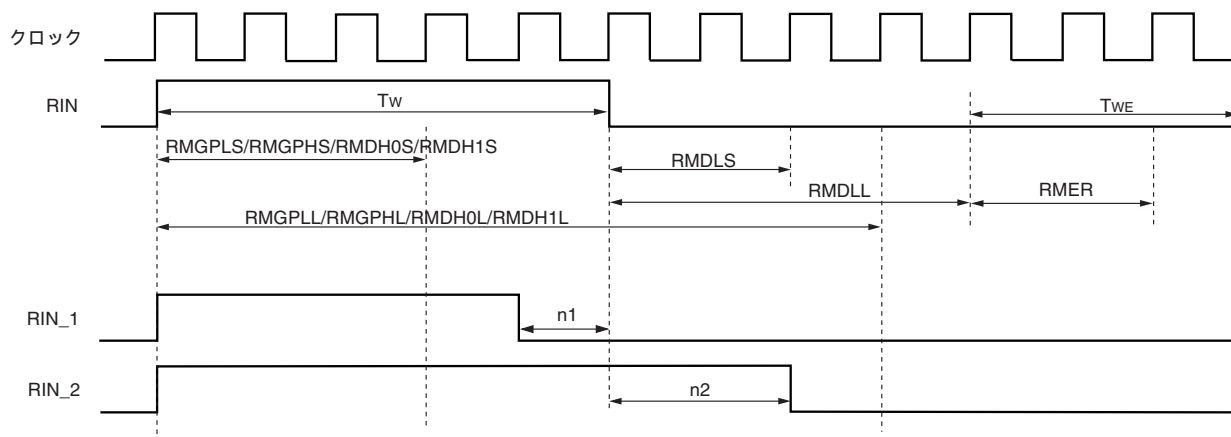 クロック
RIN
Tw
TWE
RMGPLS/RMGPHS/RMDH0S/RMDH1S
RMDLS
RMDLL
RMER
RMGPLL/RMGPHL/RMDH0L/RMDH1L
RIN_1
n1
RIN_2
n2